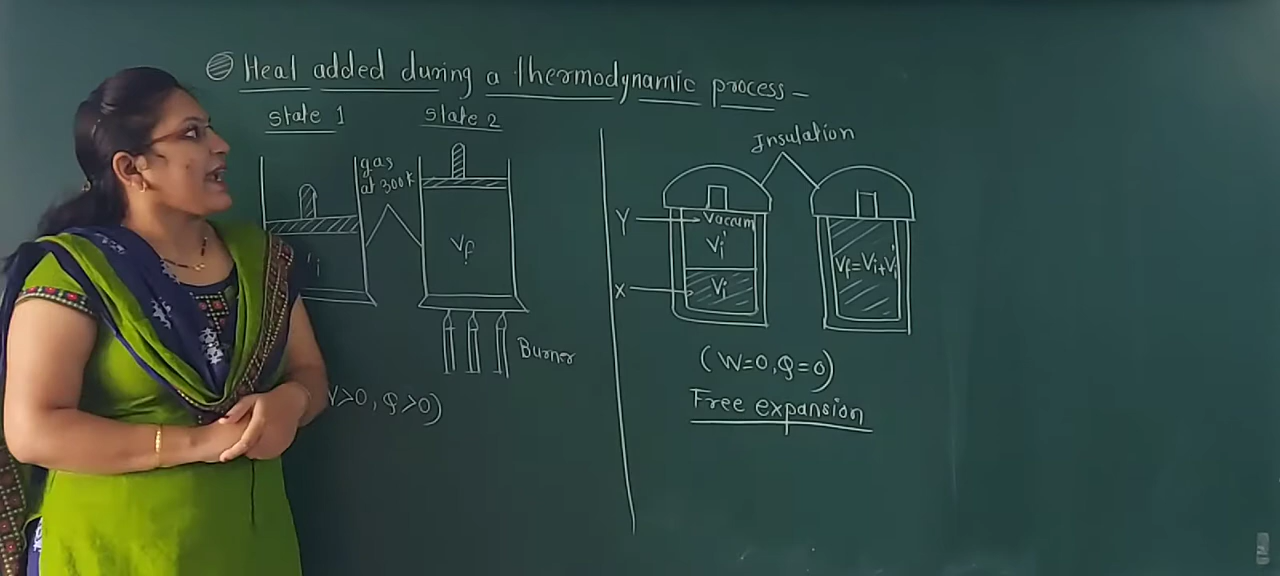 Heat added during a thermodynamic process -
State 1
State 2
gas
at 300k
Vi
Vf
Burner
W>0, Q>0)
Insulation
Y
Vacuum
Vi'
X
Vi
Vf=Vi+Vi'
(W=0, Q=0)
Free expansion